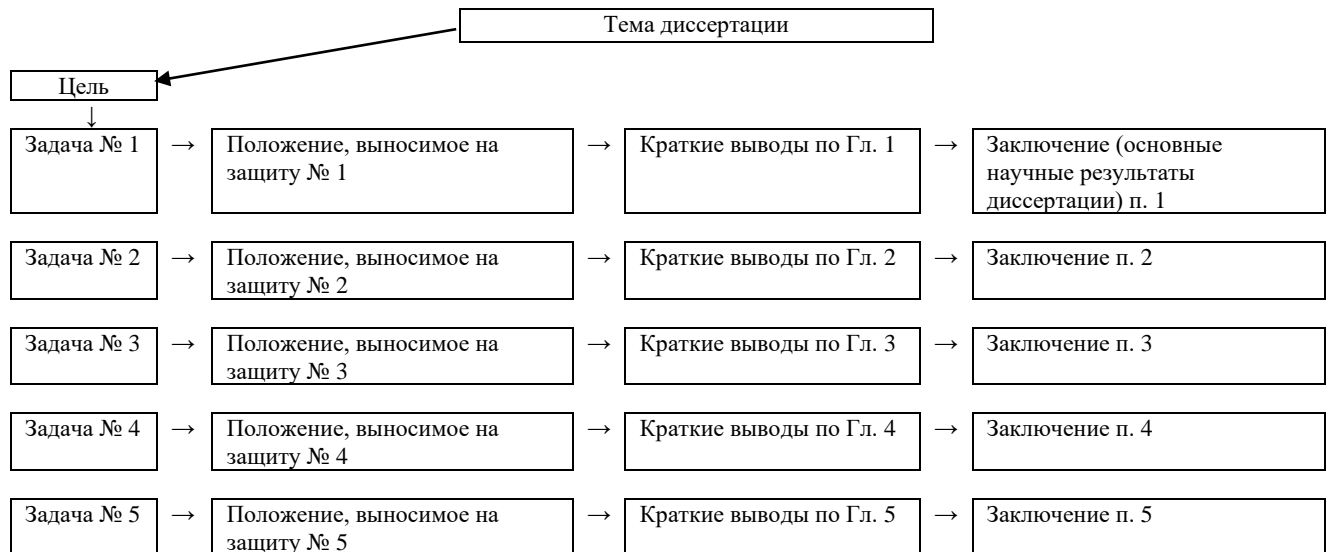 Тема диссертации
Цель
↓
Задача № 1 → Положение, выносимое на → Краткие выводы по Гл. 1 → Заключение (основные
защиту № 1 научные результаты
диссертации) п. 1
Задача № 2 → Положение, выносимое на → Краткие выводы по Гл. 2 → Заключение п. 2
защиту № 2
Задача № 3 → Положение, выносимое на → Краткие выводы по Гл. 3 → Заключение п. 3
защиту № 3
Задача № 4 → Положение, выносимое на → Краткие выводы по Гл. 4 → Заключение п. 4
защиту № 4
Задача № 5 → Положение, выносимое на → Краткие выводы по Гл. 5 → Заключение п. 5
защиту № 5